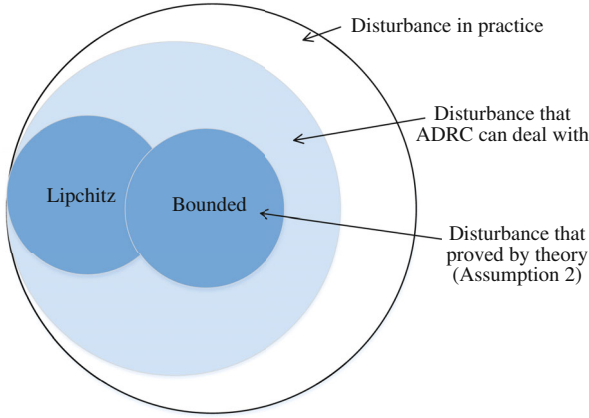 Disturbance in practice
Disturbance that
ADRC can deal with
Lipchitz
Bounded
Disturbance that
proved by theory
(Assumption 2)